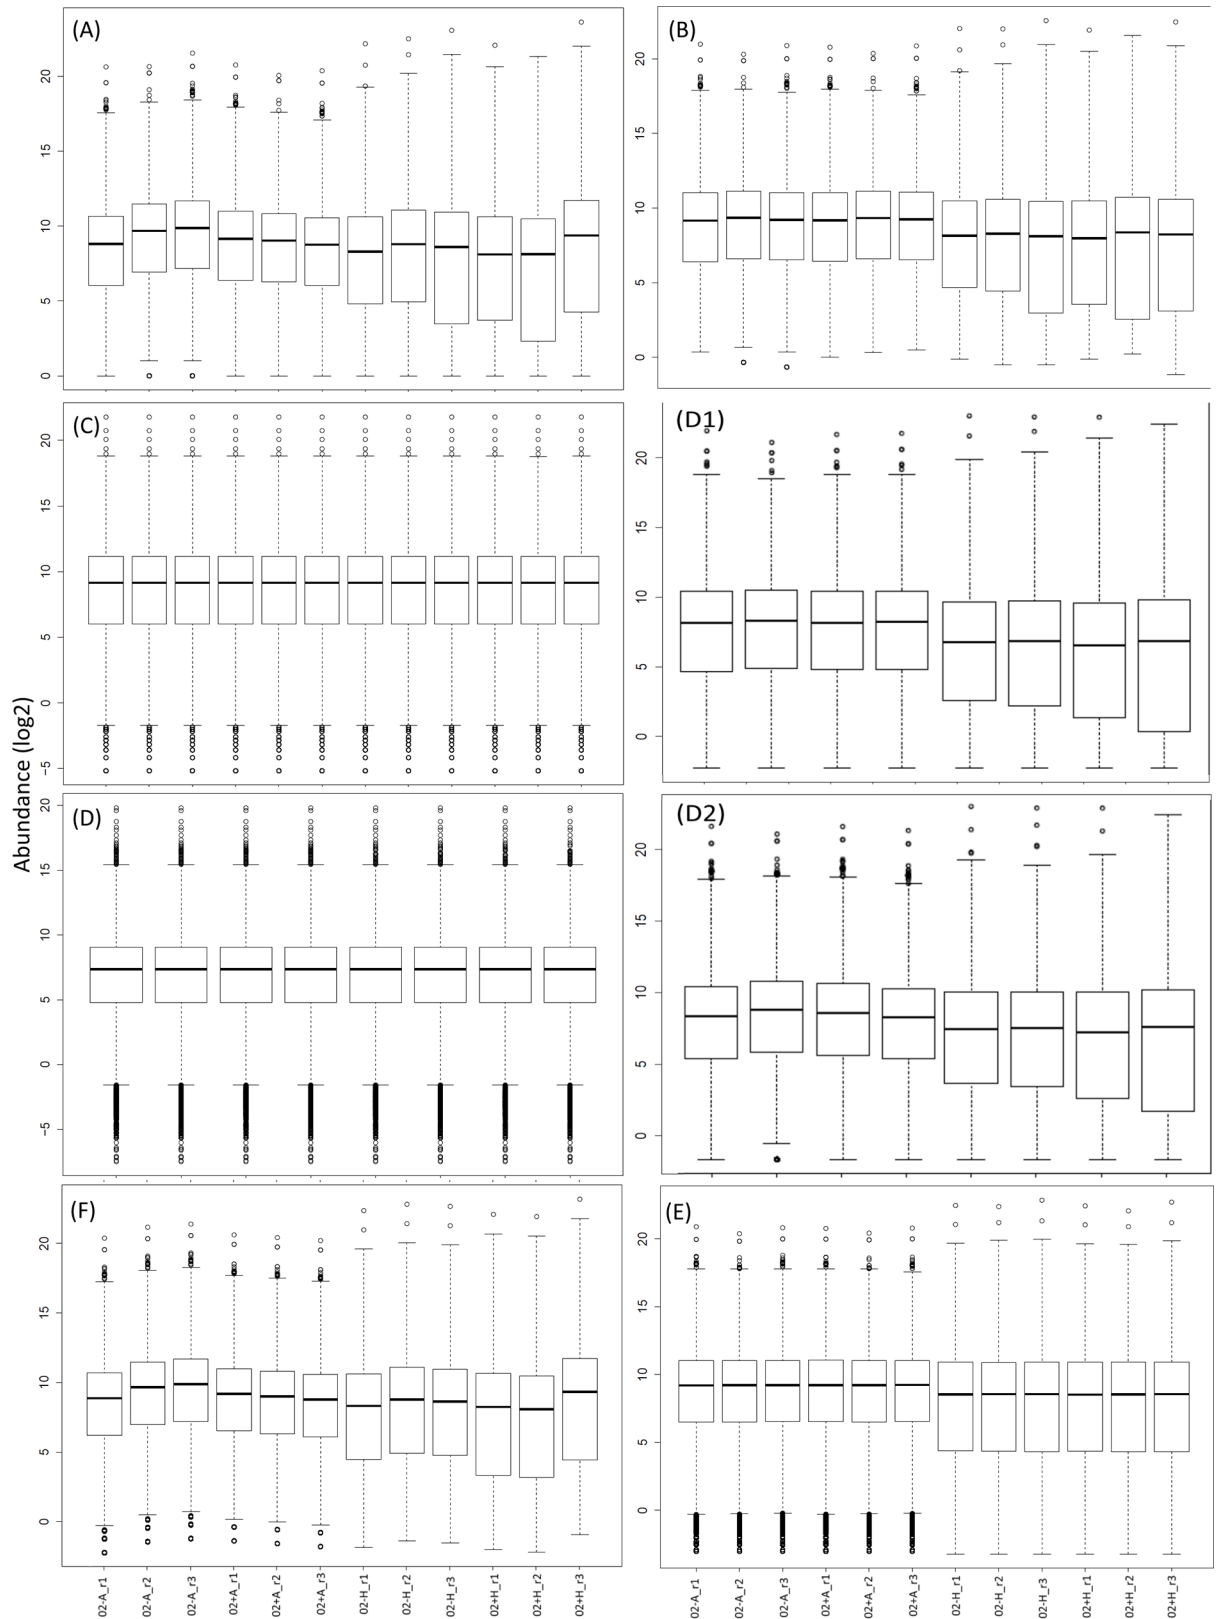 (A)
20
15
10
5
0
(B)
20
15
10
5
0
(C)
20
10
5
0
−5
(D1)
20
15
10
5
0
Abundance (log2)
(D)
20
15
10
5
0
−5
(D2)
20
15
10
5
0
(F)
20
15
10
5
0
(E)
20
15
10
5
0
02-A_r1
02-A_r2
02-A_r3
02+A_r1
02+A_r2
02+A_r3
02-H_r1
02-H_r2
02-H_r3
02+H_r1
02+H_r2
02+H_r3
02-A_r1
02-A_r2
02-A_r3
02+A_r1
02+A_r2
02+A_r3
02-H_r1
02-H_r2
02-H_r3
02+H_r1
02+H_r2
02+H_r3